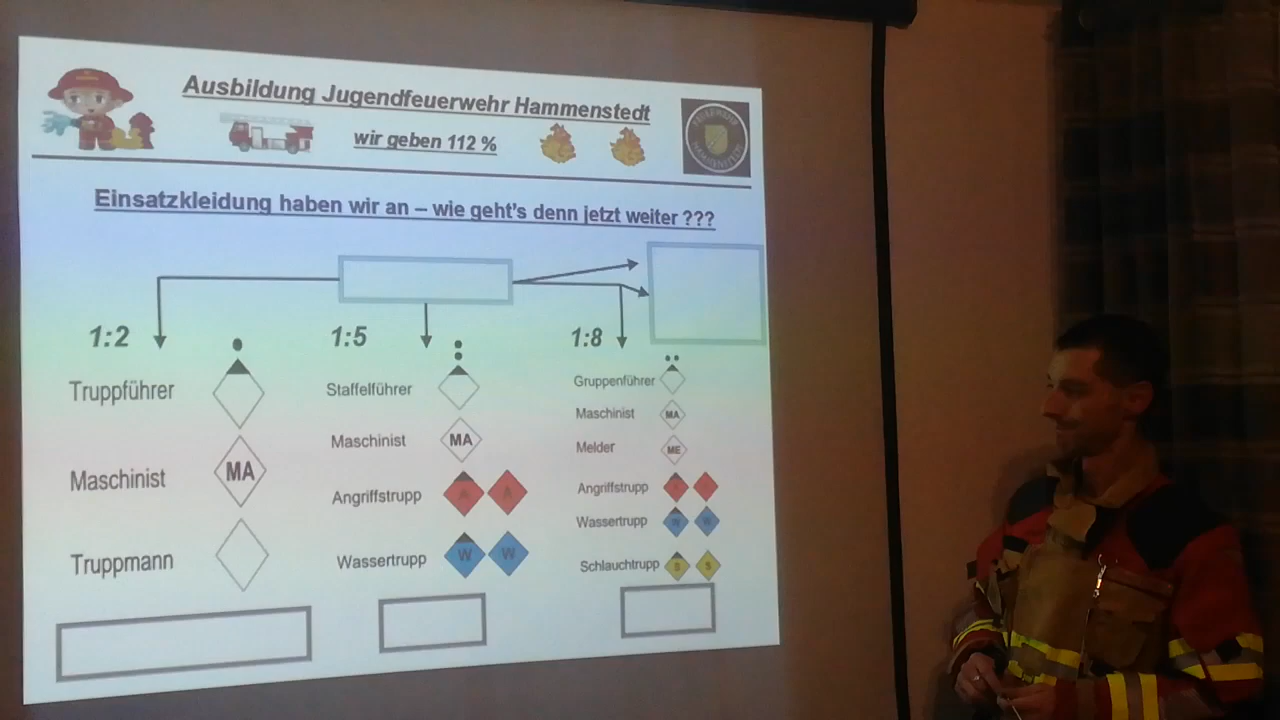 Ausbildung Jugendfeuerwehr Hammenstedt
wir geben 112 %
FEUERWEHR
HAMMENSTEDT
Einsatzkleidung haben wir an – wie geht's denn jetzt weiter ???
1:2
Truppführer
Maschinist MA
Truppmann
1:5
Staffelführer
Maschinist MA
Angriffstrupp A A
Wassertrupp W W
1:8
Gruppenführer
Maschinist MA
Melder ME
Angriffstrupp
Wassertrupp W W
Schlauchtrupp S S